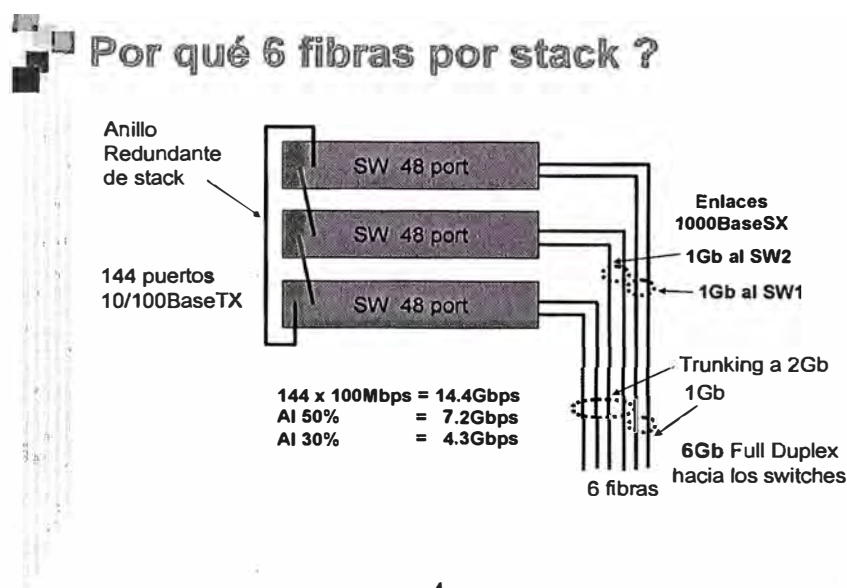 Por qué 6 fibras por stack ?
Anillo
Redundante
de stack
SW 48 port
SW 48 port
SW 48 port
144 puertos
10/100BaseTX
Enlaces
1000BaseSX
1Gb al SW2
1Gb al SW1
Trunking a 2Gb
1Gb
144 x 100Mbps = 14.4Gbps
Al 50% = 7.2Gbps
Al 30% = 4.3Gbps
6Gb Full Duplex
hacia los switches
6 fibras